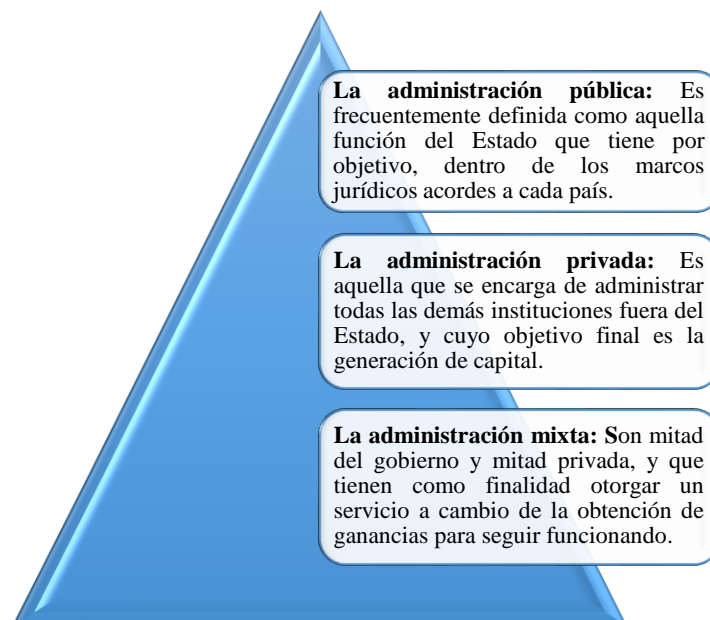 La administración pública: Es
frecuentemente definida como aquella
función del Estado que tiene por
objetivo, dentro de los marcos
jurídicos acordes a cada país.
La administración privada: Es
aquella que se encarga de administrar
todas las demás instituciones fuera del
Estado, y cuyo objetivo final es la
generación de capital.
La administración mixta: Son mitad
del gobierno y mitad privada, y que
tienen como finalidad otorgar un
servicio a cambio de la obtención de
ganancias para seguir funcionando.